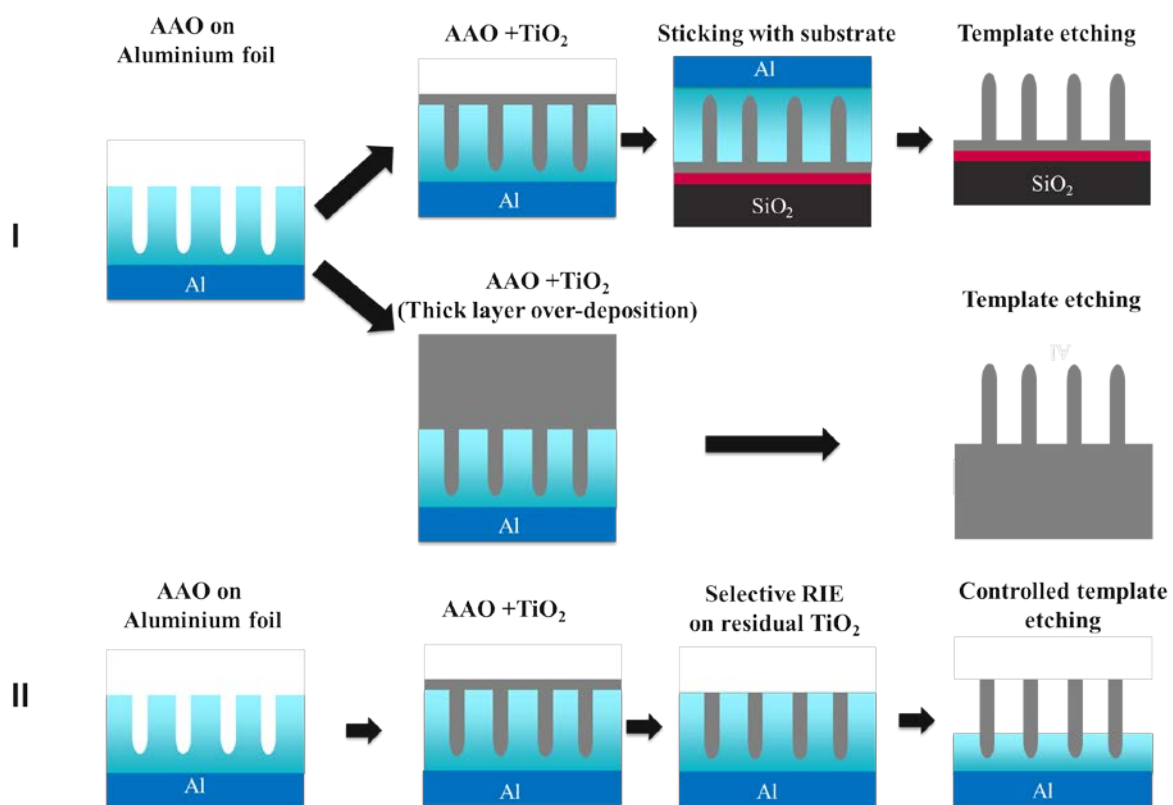 I
AAO on
Aluminium foil
Al
AAO +TiO₂
Al
Sticking with substrate
Al
SiO₂
Template etching
SiO₂
AAO +TiO₂
(Thick layer over-deposition)
Al
Template etching
Al
II
AAO on
Aluminium foil
Al
AAO +TiO₂
Al
Selective RIE
on residual TiO₂
Al
Controlled template
etching
Al